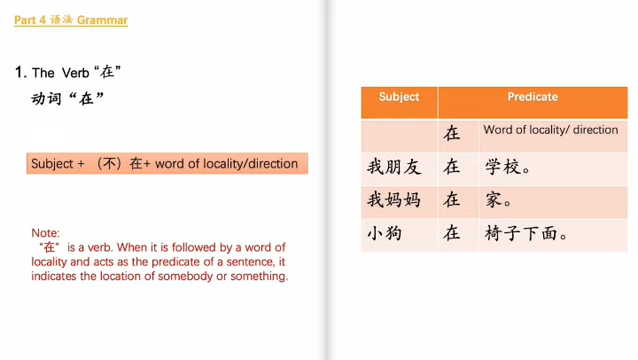 Part 4 语法 Grammar
1. The Verb “在”
动词 “在”
Subject + （不）在+ word of locality/direction
Note:
“在” is a verb. When it is followed by a word of
locality and acts as the predicate of a sentence, it
indicates the location of somebody or something.
Subject Predicate
在 Word of locality/ direction
我朋友 在 学校。
我妈妈 在 家。
小狗 在 椅子下面。